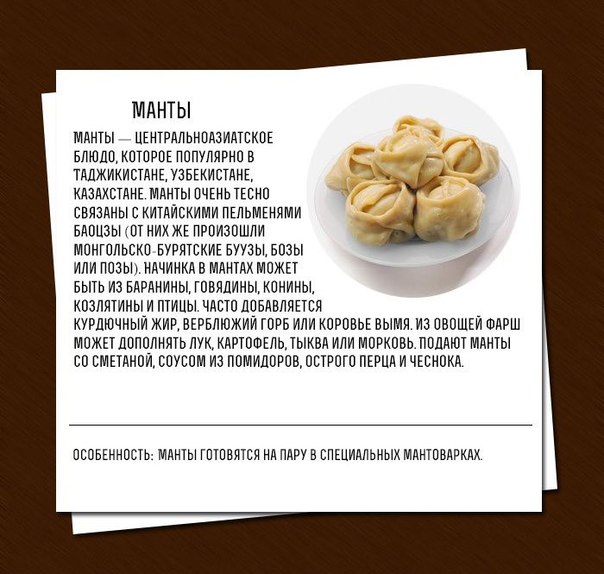 МАНТЫ
МАНТЫ — ЦЕНТРАЛЬНОАЗИАТСКОЕ
БЛЮДО, КОТОРОЕ ПОПУЛЯРНО В
ТАДЖИКИСТАНЕ, УЗБЕКИСТАНЕ,
КАЗАХСТАНЕ. МАНТЫ ОЧЕНЬ ТЕСНО
СВЯЗАНЫ С КИТАЙСКИМИ ПЕЛЬМЕНЯМИ
БАОЦЗЫ (ОТ НИХ ЖЕ ПРОИЗОШЛИ
МОНГОЛЬСКО-БУРЯТСКИЕ БУУЗЫ, БОЗЫ
ИЛИ ПОЗЫ). НАЧИНКА В МАНТАХ МОЖЕТ
БЫТЬ ИЗ БАРАНИНЫ, ГОВЯДИНЫ, КОНИНЫ,
КОЗЛЯТИНЫ И ПТИЦЫ. ЧАСТО ДОБАВЛЯЕТСЯ
КУРДЮЧНЫЙ ЖИР, ВЕРБЛЮЖИЙ ГОРБ ИЛИ КОРОВЬЕ ВЫМЯ. ИЗ ОВОЩЕЙ ФАРШ
МОЖЕТ ДОПОЛНЯТЬ ЛУК, КАРТОФЕЛЬ, ТЫКВА ИЛИ МОРКОВЬ. ПОДАЮТ МАНТЫ
СО СМЕТАНОЙ, СОУСОМ ИЗ ПОМИДОРОВ, ОСТРОГО ПЕРЦА И ЧЕСНОКА.
ОСОБЕННОСТЬ: МАНТЫ ГОТОВЯТСЯ НА ПАРУ В СПЕЦИАЛЬНЫХ МАНТОВАРКАХ.